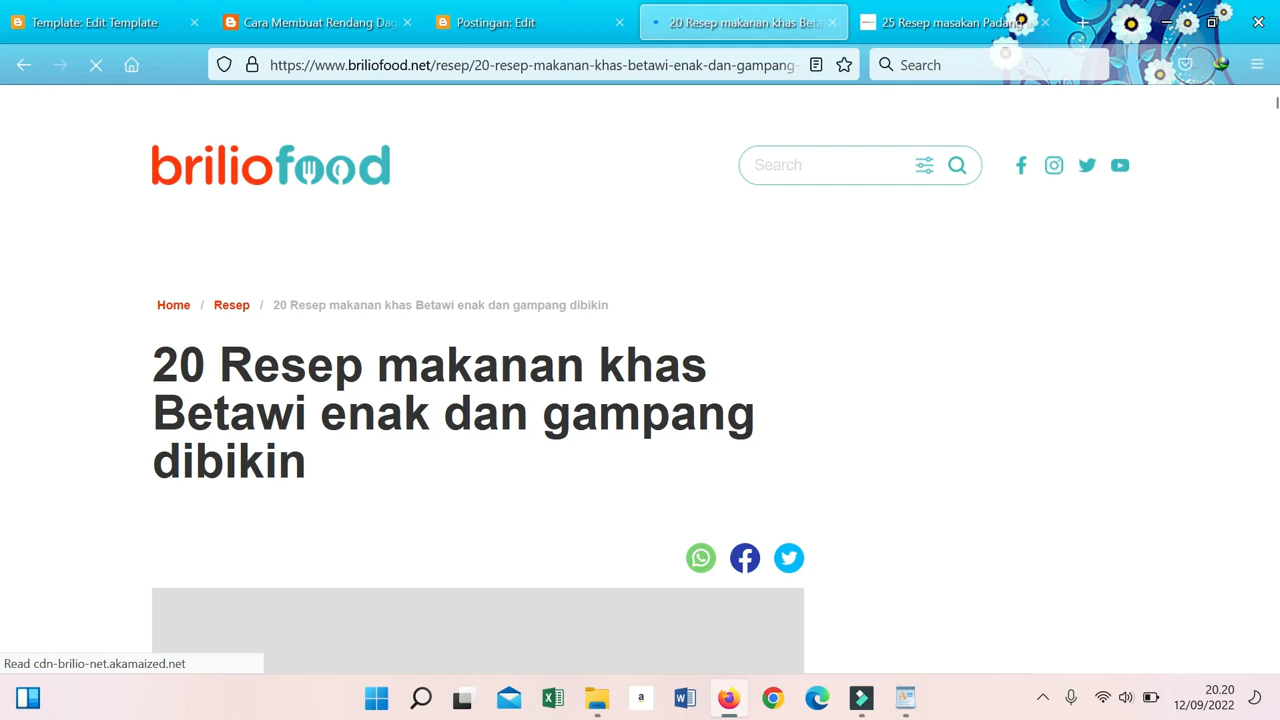 Template: Edit Template
Cara Membuat Rendang Dag
Postingan: Edit
20 Resep makanan khas Beta
25 Resep masakan Padang a
https://www.briliofood.net/resep/20-resep-makanan-khas-betawi-enak-dan-gampang-
Search
briliofood
Search
Home / Resep / 20 Resep makanan khas Betawi enak dan gampang dibikin
20 Resep makanan khas
Betawi enak dan gampang
dibikin
Read cdn-brilio-net.akamaized.net
a
20.20
12/09/2022